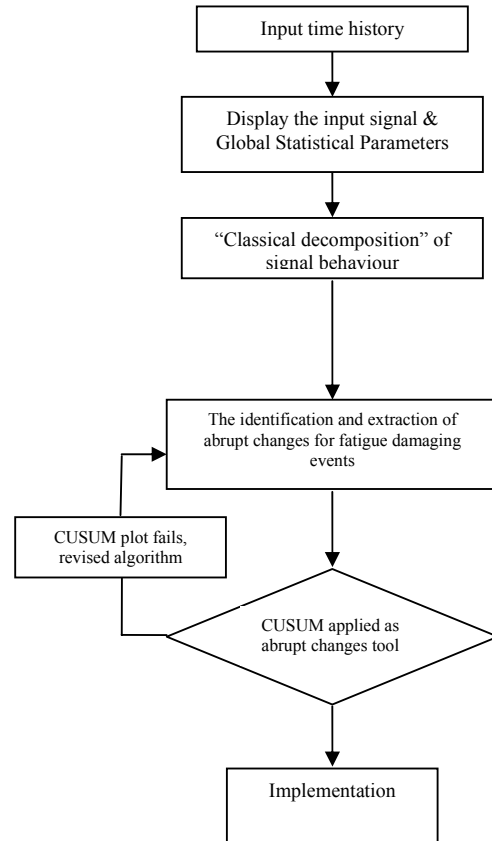 Input time history
Display the input signal &
Global Statistical Parameters
“Classical decomposition” of
signal behaviour
The identification and extraction of
abrupt changes for fatigue damaging
events
CUSUM plot fails,
revised algorithm
CUSUM applied as
abrupt changes tool
Implementation